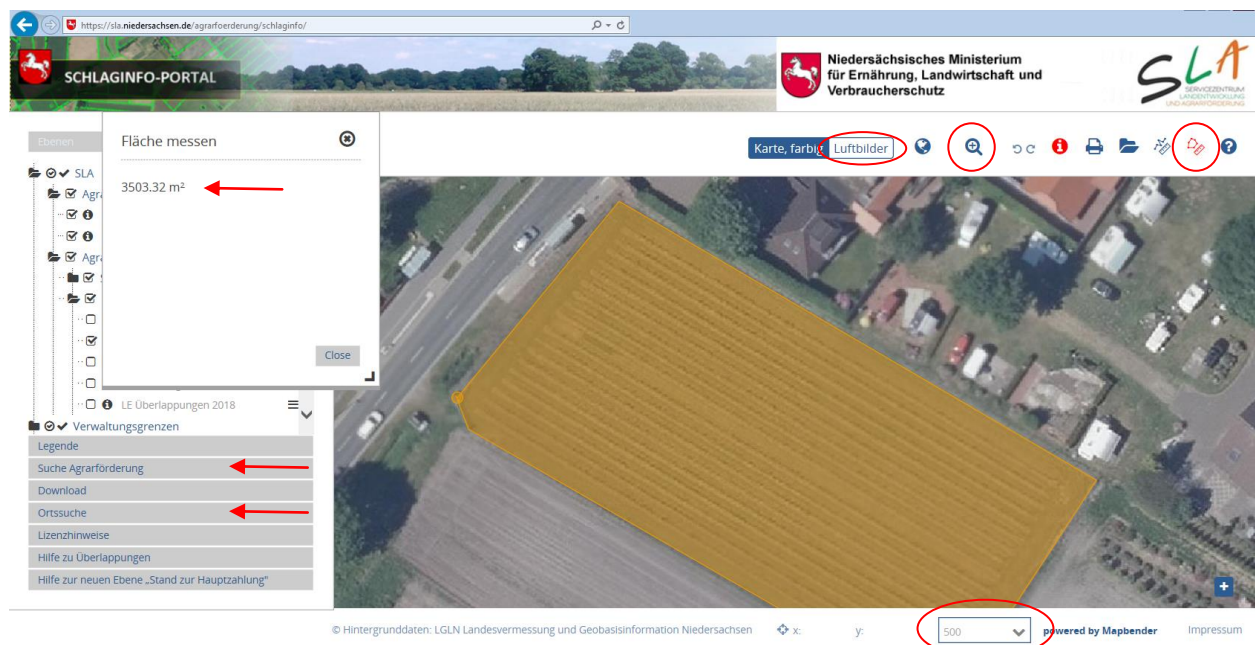 https://sla.niedersachsen.de/agrarfoerderung/schlaginfo/
SCHLAGINFO-PORTAL
Niedersächsisches Ministerium
für Ernährung, Landwirtschaft und
Verbraucherschutz
SLA
SERVICEZENTRUM
LANDENTWICKLUNG
UND AGRARFÖRDERUNG
Ebenen
Fläche messen
Karte, farbig Luftbilder
SLA
3503.32 m²
Agra
Agra
S
Close
LE Überlappungen 2018
Verwaltungsgrenzen
Legende
Suche Agrarförderung
Download
Ortssuche
Lizenzhinweise
Hilfe zu Überlappungen
Hilfe zur neuen Ebene „Stand zur Hauptzahlung"
© Hintergrunddaten: LGLN Landesvermessung und Geobasisinformation Niedersachsen x: y: 500 powered by Mapbender Impressum